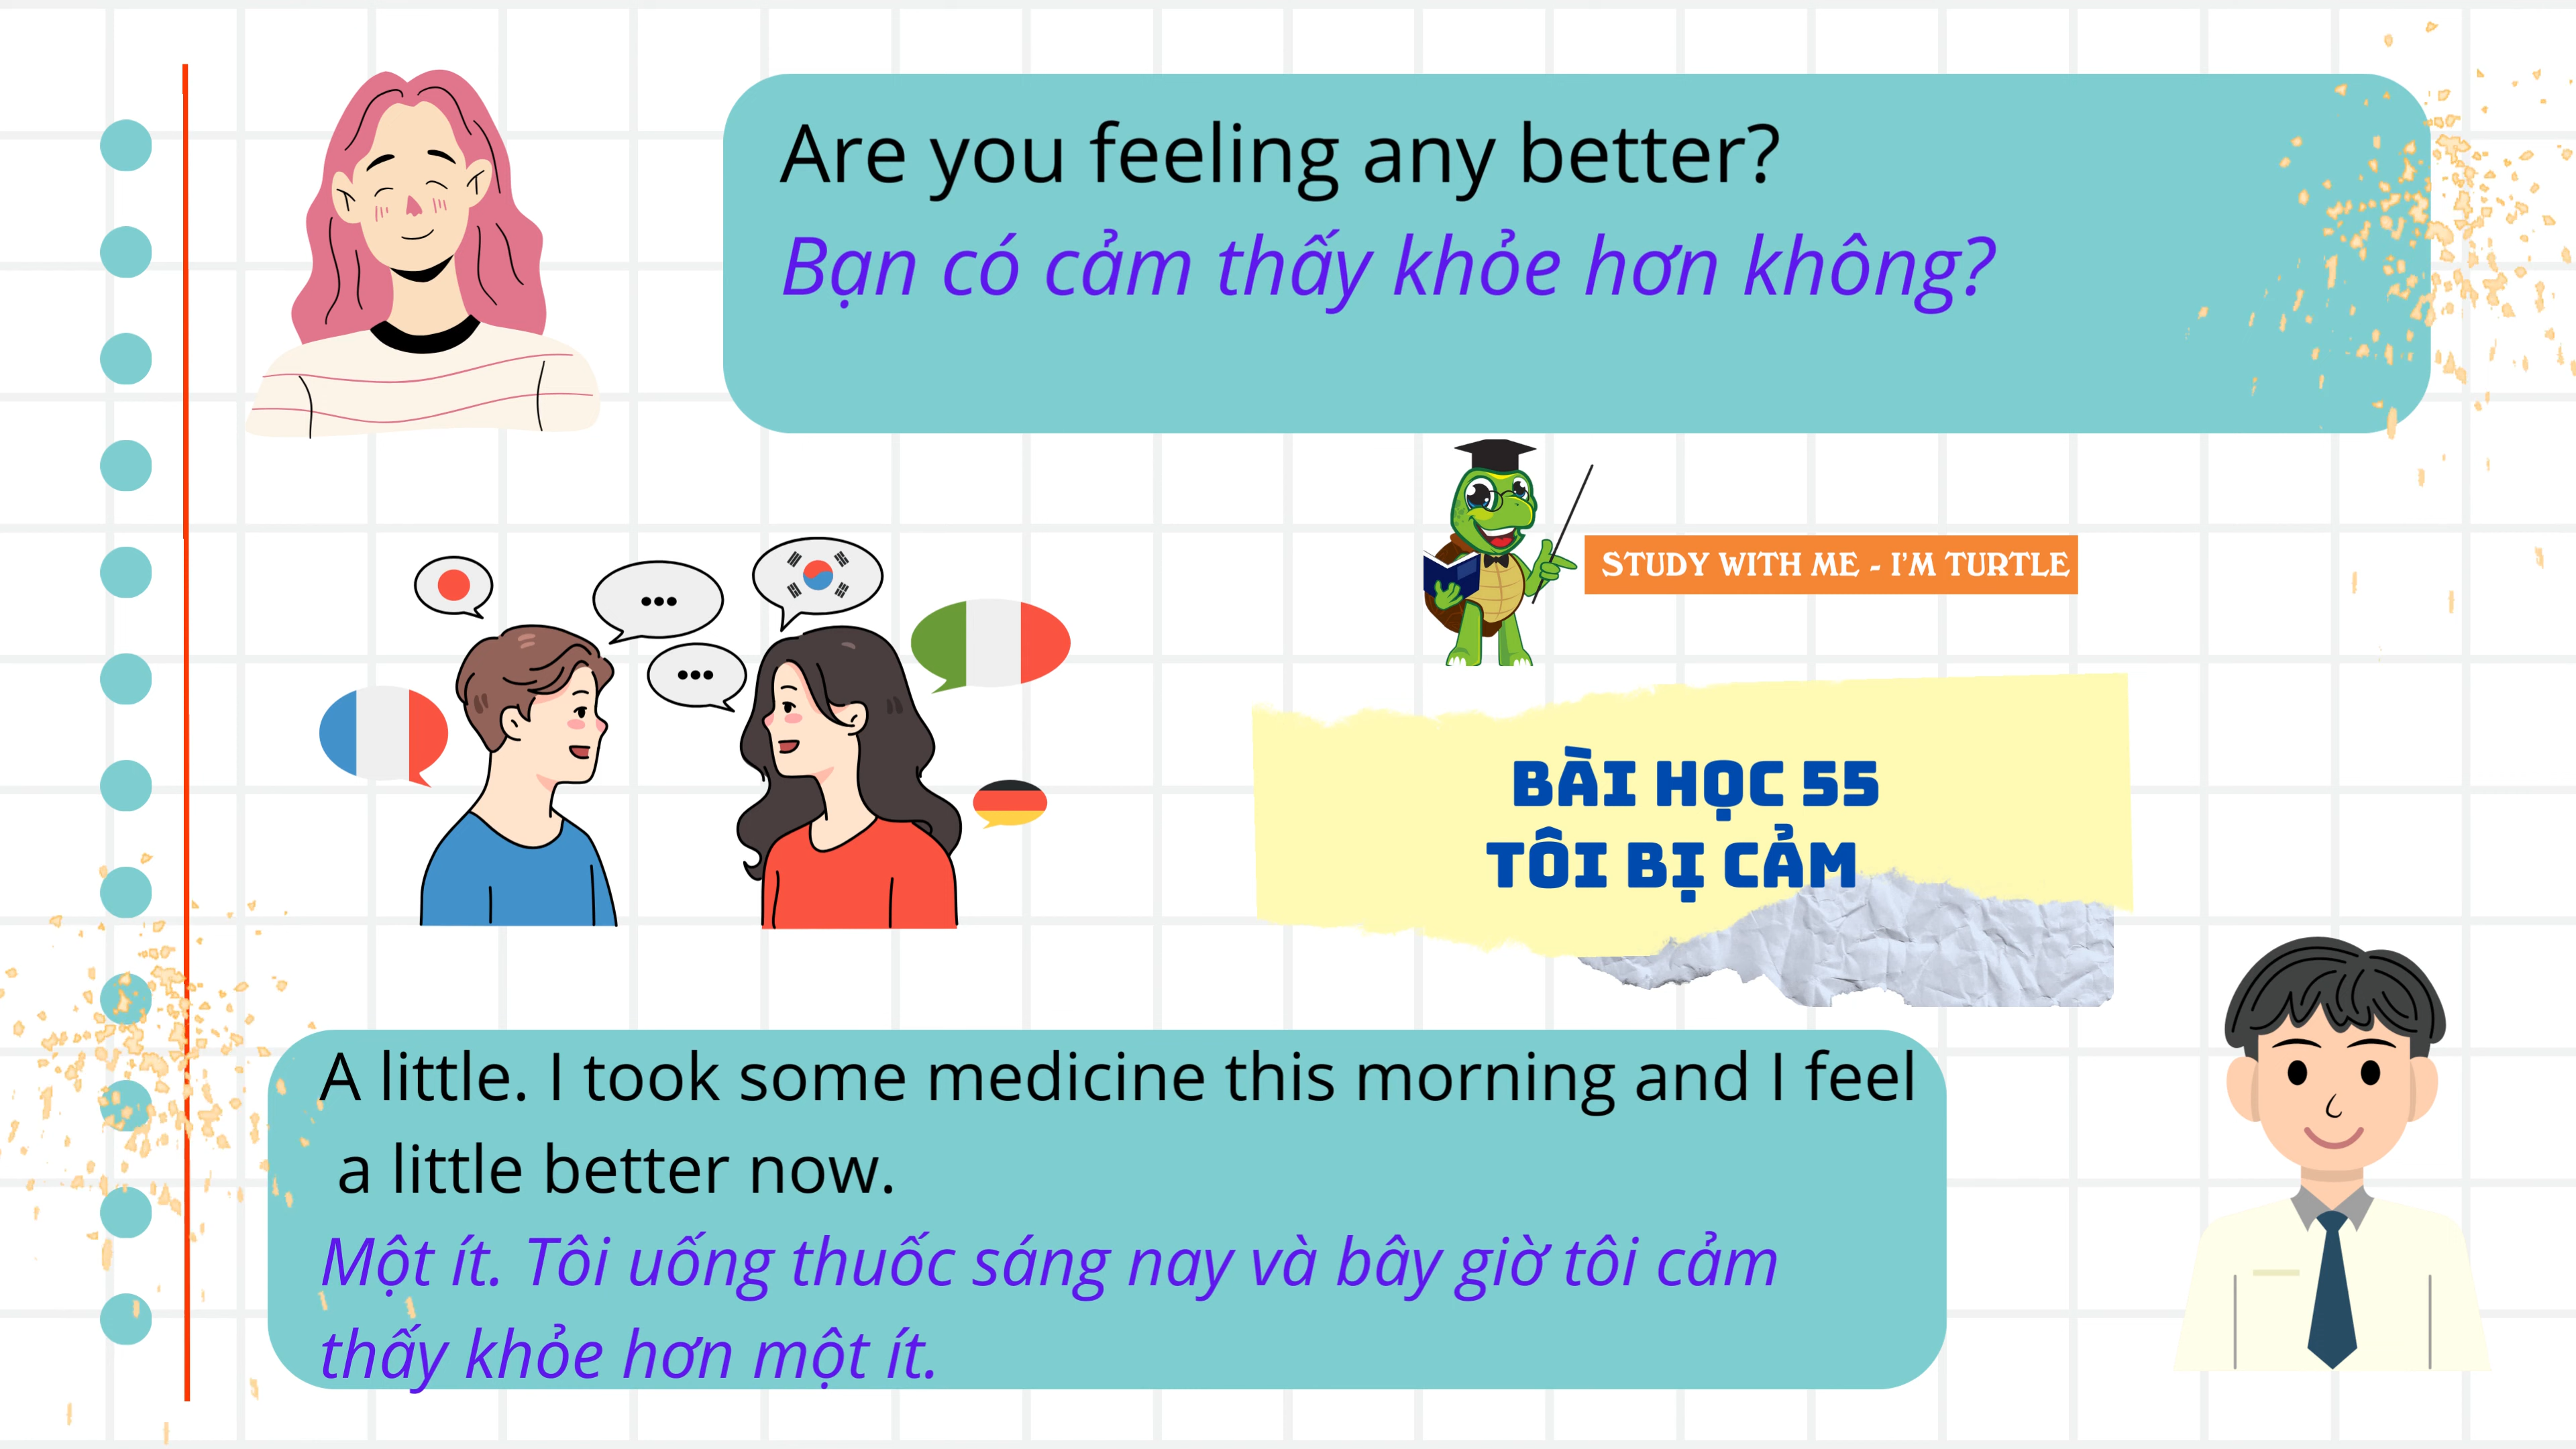 Are you feeling any better?
Bạn có cảm thấy khỏe hơn không?
STUDY WITH ME - I'M TURTLE
BÀI HỌC 55
TÔI BỊ CẢM
A little. I took some medicine this morning and I feel
a little better now.
Một ít. Tôi uống thuốc sáng nay và bây giờ tôi cảm
thấy khỏe hơn một ít.